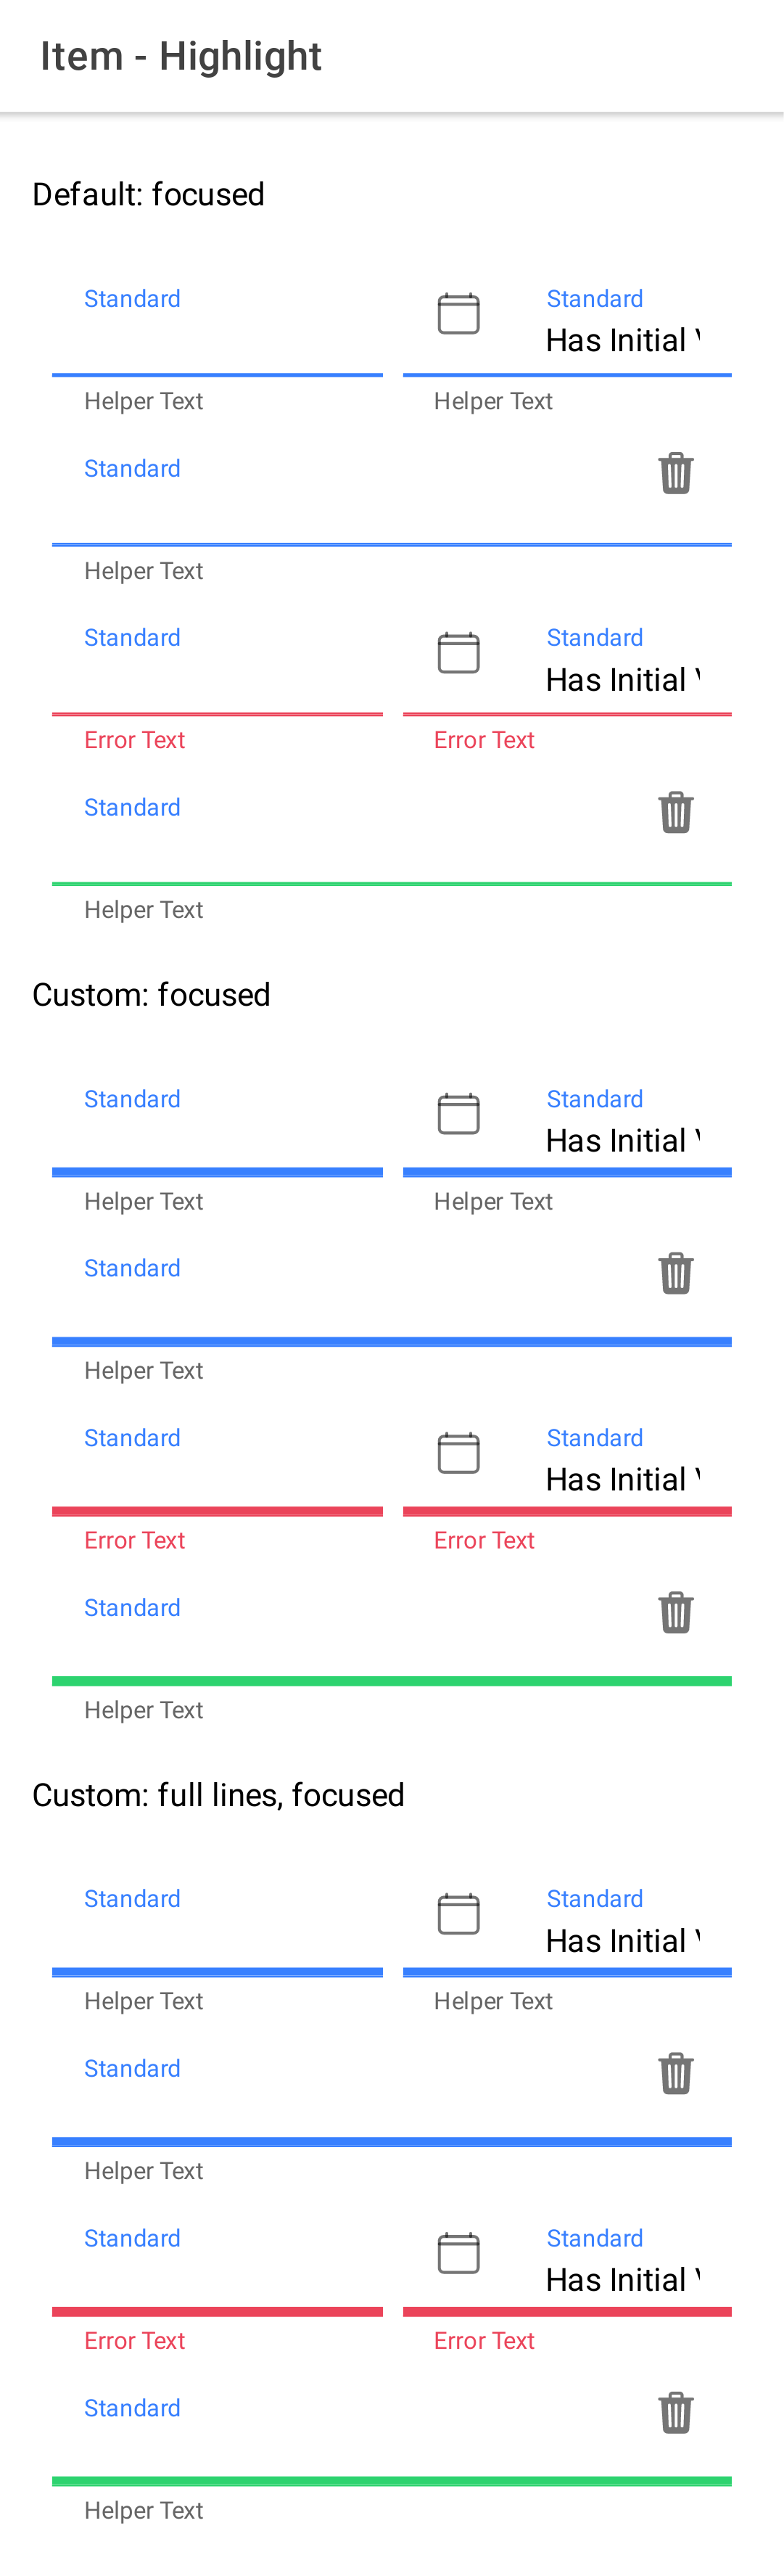 Item - Highlight
Default: focused
Standard
Standard
Has Initial
Helper Text
Helper Text
Standard
Helper Text
Standard
Standard
Has Initial
Error Text
Error Text
Standard
Helper Text
Custom: focused
Standard
Standard
Has Initial
Helper Text
Helper Text
Standard
Helper Text
Standard
Standard
Has Initial
Error Text
Error Text
Standard
Helper Text
Custom: full lines, focused
Standard
Standard
Has Initial
Helper Text
Helper Text
Standard
Helper Text
Standard
Standard
Has Initial
Error Text
Error Text
Standard
Helper Text